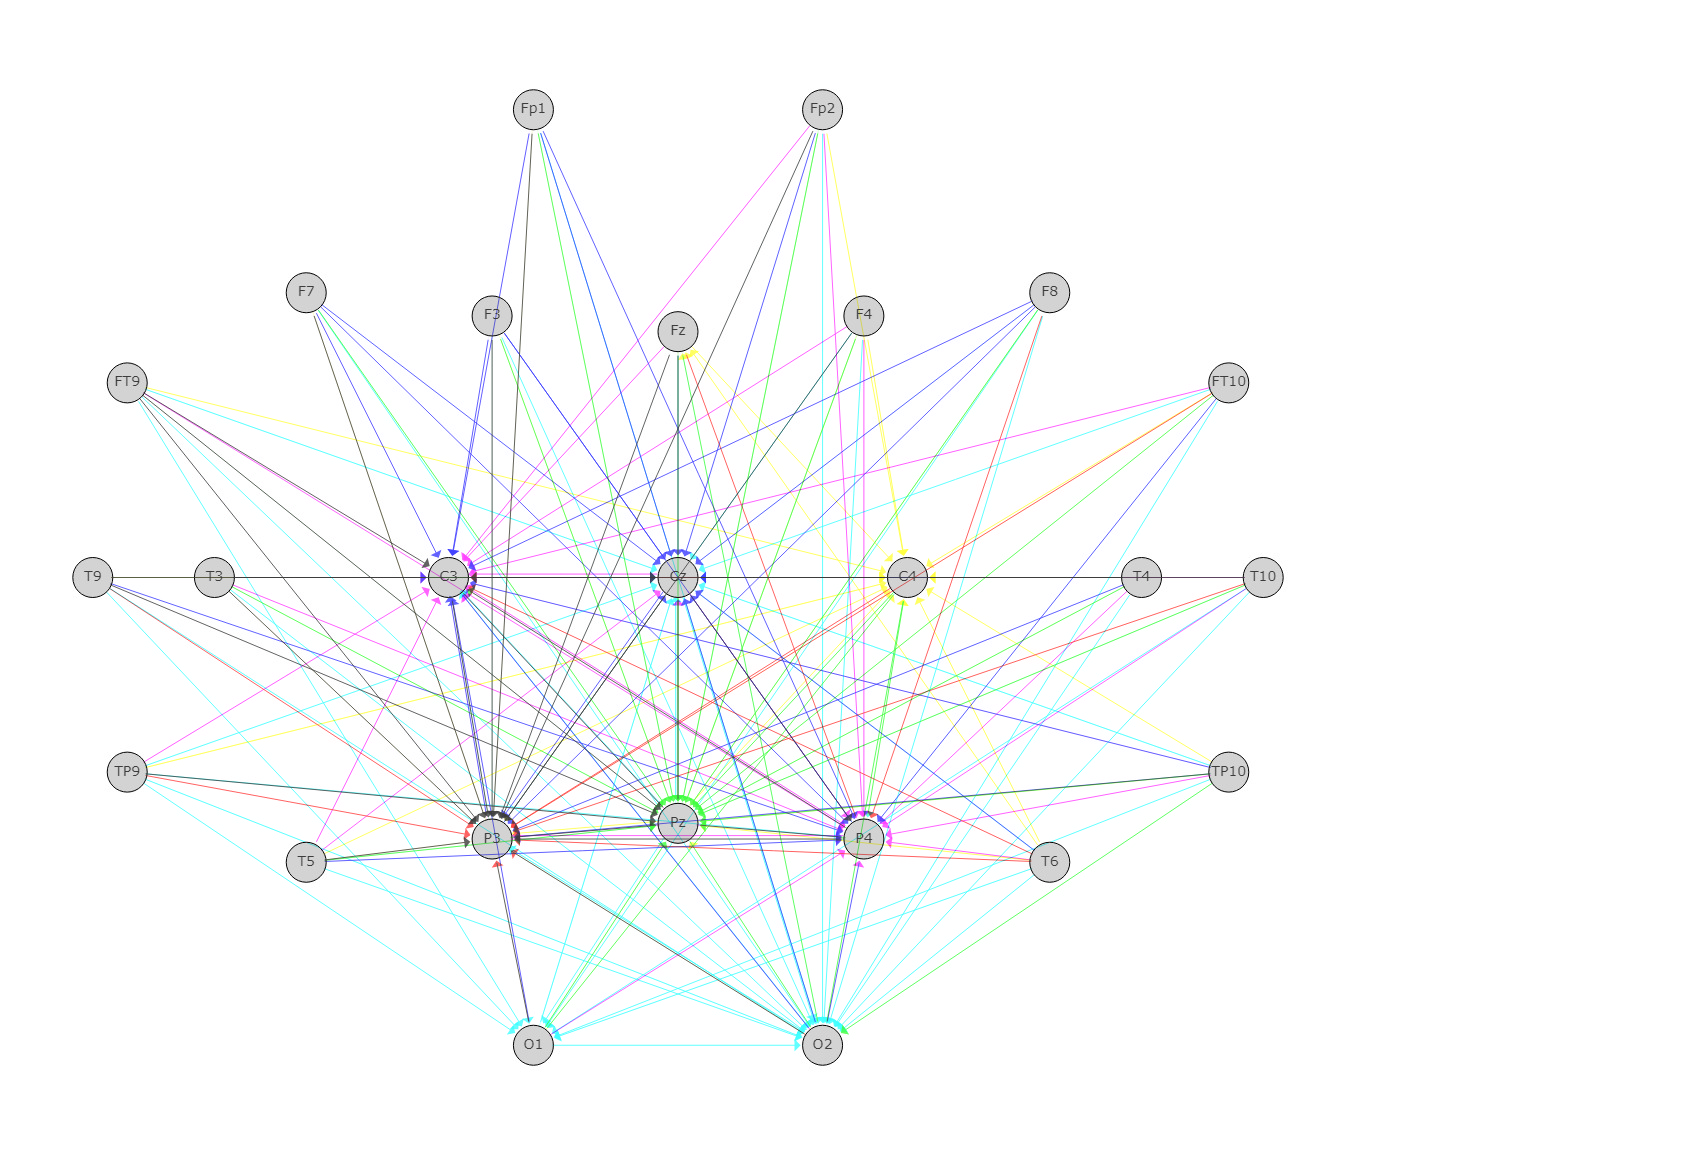 Fp1 Fp2
F7 F3 Fz F4 F8
FT9 FT10
T9 T3 C3 Cz C4 T4 T10
TP9 TP10
T5 P3 Pz P4 T6
O1 O2